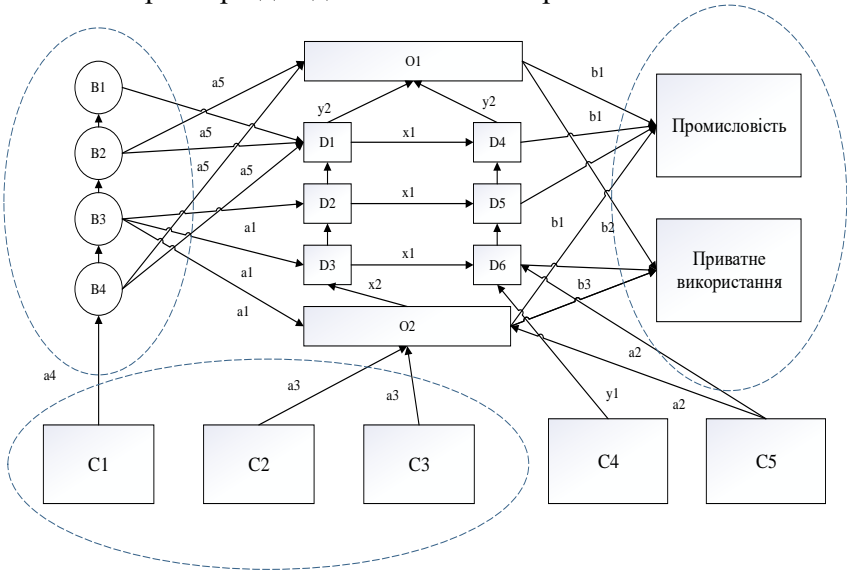 O1
B1
a5
b1
y2
y2
b1
a5
D1
x1
D4
Промисловість
B2
a5
a5
D2
x1
D5
B3
a1
b1
b2
D3
x1
D6
Приватне
використання
a1
x2
b3
B4
a1
O2
a4
a3
a3
y1
a2
a2
C1
C2
C3
C4
C5